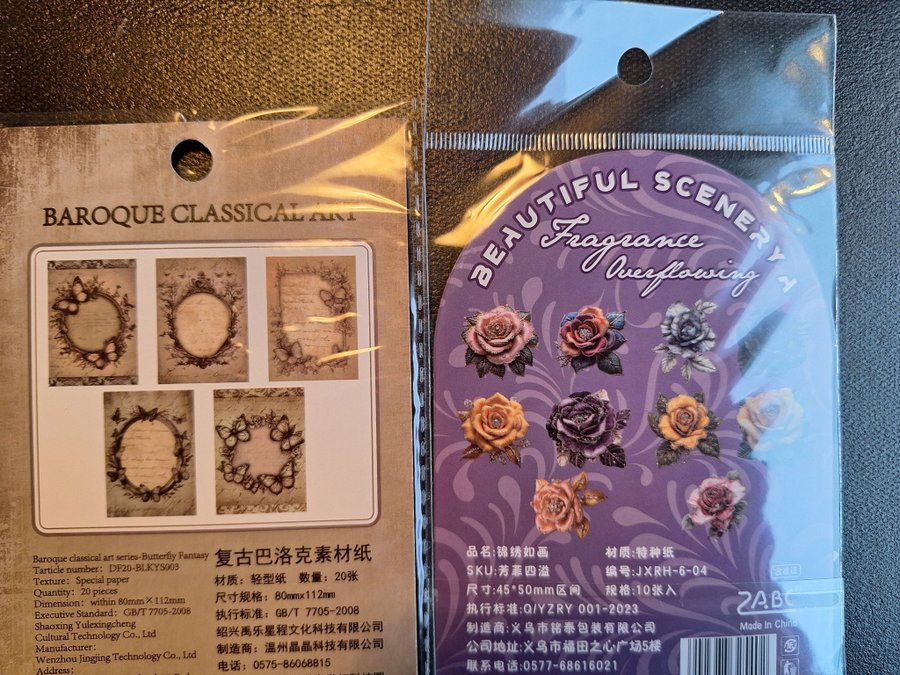 BAROQUE CLASSICAL ART
Baroque classical art series-Butterfly Fantasy
Tarticle number: DF20-BLKYS003
Texture: Special paper
Quantity: 20 pieces
Dimension: within 80mm×112mm
Executive Standard: GB/T 7705-2008
Shaoxing Yulexingcheng
Cultural Technology Co., Ltd
Manufacturer:
Wenzhou Jingjing Technology Co., Ltd
Address:
复古巴洛克素材纸
材质：轻型纸 数量：20张
尺寸规格：80mmx112mm
执行标准：GB/T 7705-2008
绍兴禹乐星程文化科技有限公司
制造商：温州晶晶科技有限公司
电话：0575-86068815
BEAUTIFUL SCENERY A
Fragrance
Overflowing
品名:锦绣如画 材质:特种纸
SKU:芳菲四溢 编号:JXRH-6-04
尺寸:45*50mm区间 规格:10张入
执行标准:Q/YZRY 001-2023
制造商:义乌市铭泰包装有限公司
公司地址:义乌市福田之心广场5楼
联系电话:0577-68616021
合格证
ZABC
Made In China